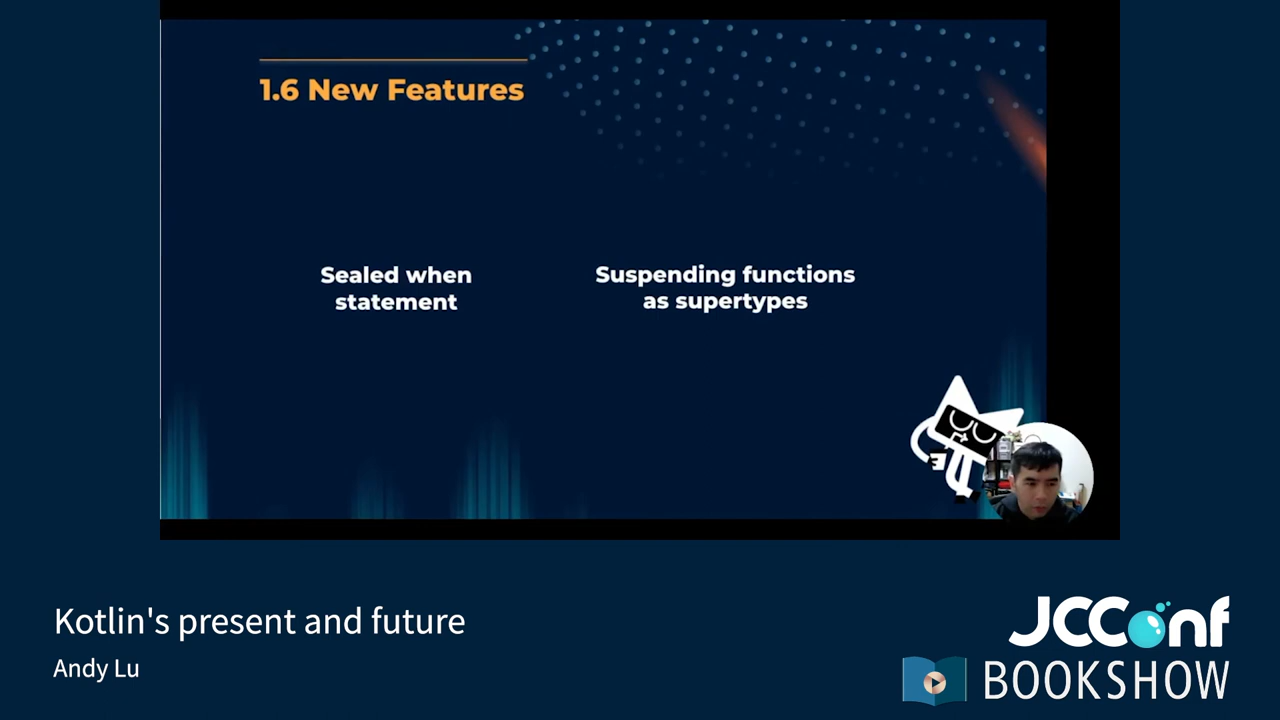 1.6 New Features
Sealed when
statement
Suspending functions
as supertypes
Kotlin's present and future
Andy Lu
JCConf
BOOKSHOW